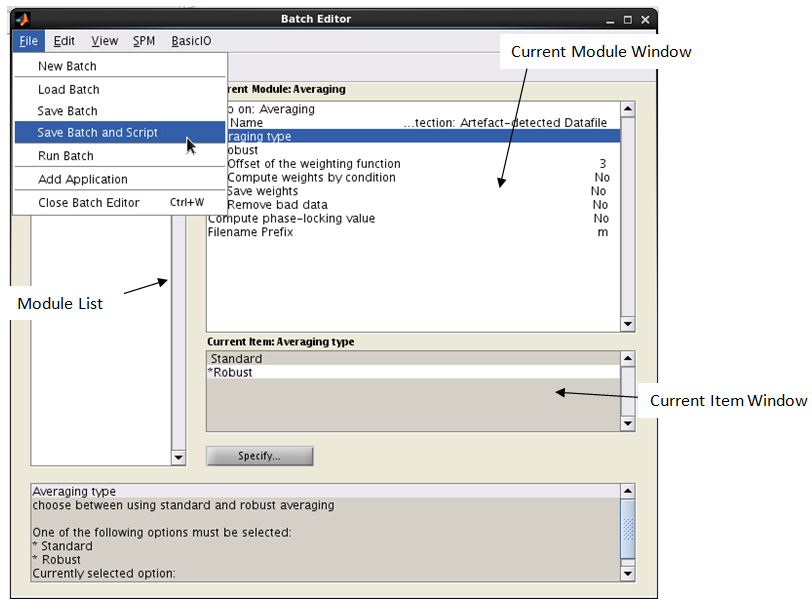 Batch Editor
File Edit View SPM BasicIO
New Batch
Load Batch
Save Batch
Save Batch and Script
Run Batch
Add Application
Close Batch Editor Ctrl+W
Current Module Window
rent Module: Averaging
on: Averaging
Name ...tection: Artefact-detected Datafile
raging type
obust
Offset of the weighting function 3
Compute weights by condition No
Save weights No
Remove bad data No
Compute phase-locking value No
Filename Prefix m
Module List
Current Item: Averaging type
Standard
*Robust
Current Item Window
Specify...
Averaging type
choose between using standard and robust averaging
One of the following options must be selected:
* Standard
* Robust
Currently selected option: